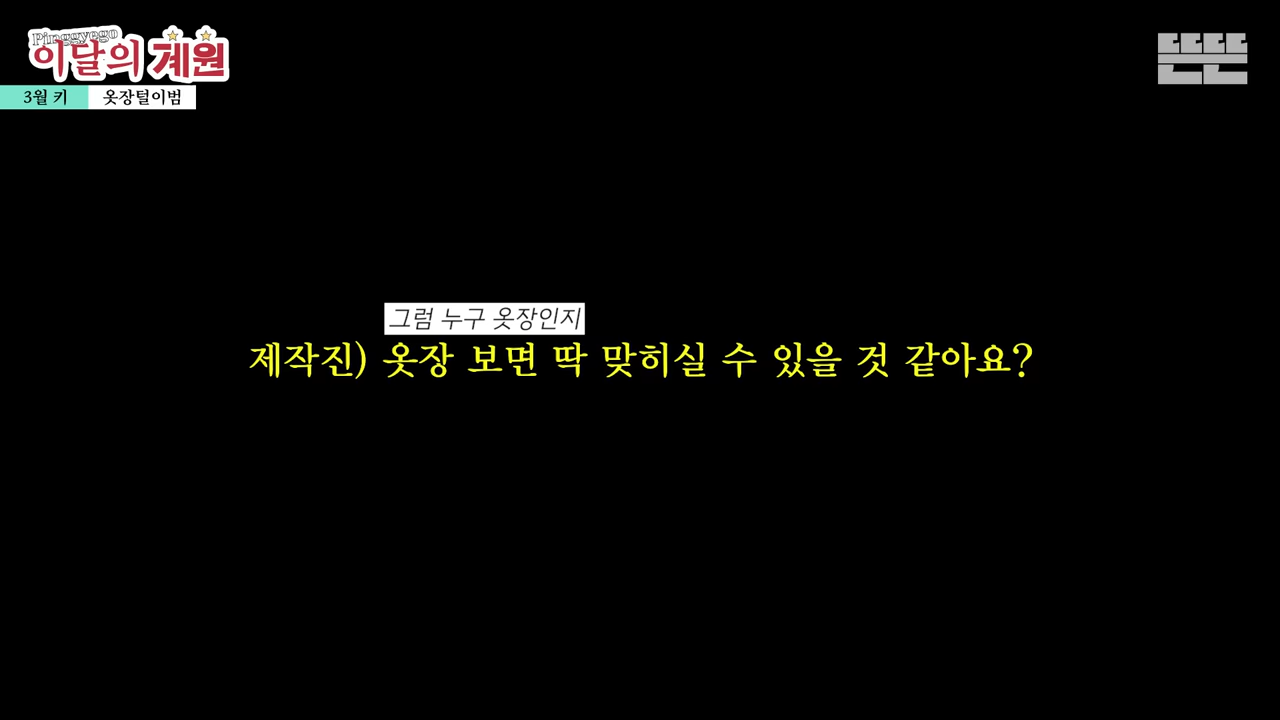 Pinggyego
이달의 계원
뜬뜬
3월 키 옷장털이범
그럼 누구 옷장인지
제작진) 옷장 보면 딱 맞히실 수 있을 것 같아요?